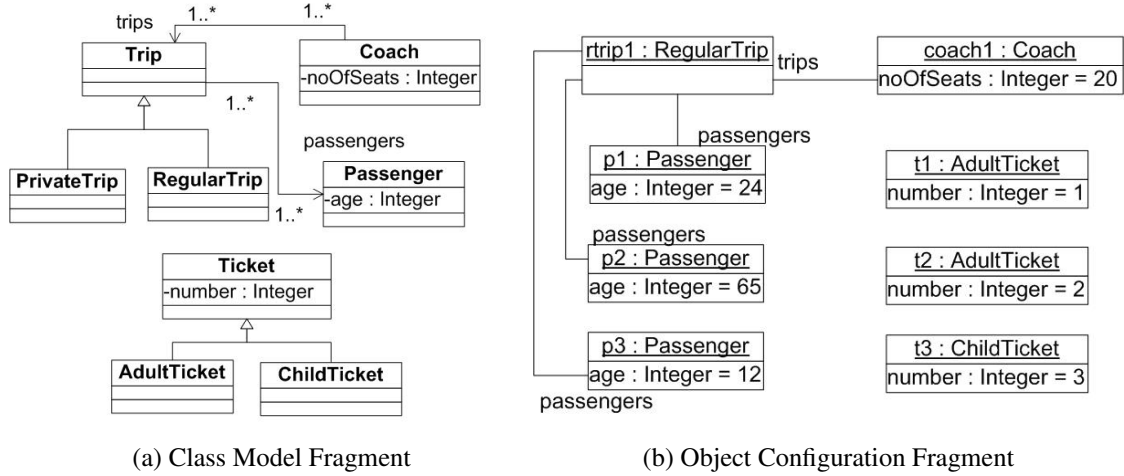 trips
1..*
1..*
Trip
Coach
-noOfSeats : Integer
1..*
passengers
PrivateTrip
RegularTrip
Passenger
-age : Integer
1..*
Ticket
-number : Integer
AdultTicket
ChildTicket
(a) Class Model Fragment
rtrip1 : RegularTrip
trips
coach1 : Coach
noOfSeats : Integer = 20
passengers
p1 : Passenger
age : Integer = 24
t1 : AdultTicket
number : Integer = 1
passengers
p2 : Passenger
age : Integer = 65
t2 : AdultTicket
number : Integer = 2
p3 : Passenger
age : Integer = 12
t3 : ChildTicket
number : Integer = 3
passengers
(b) Object Configuration Fragment